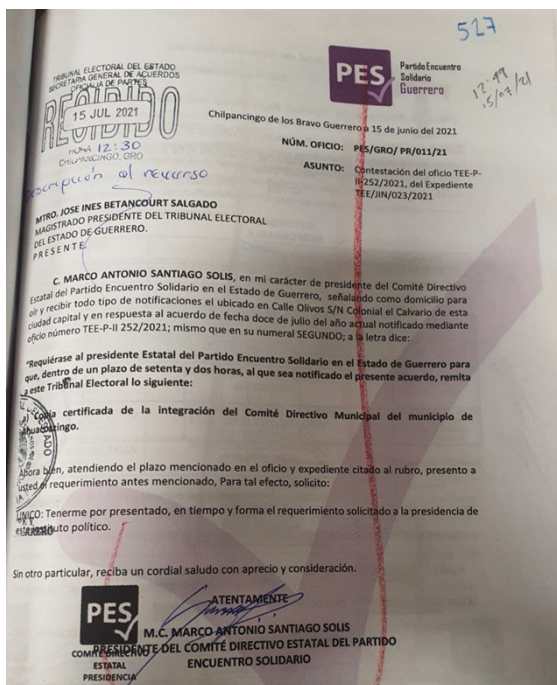 527
TRIBUNAL ELECTORAL DEL ESTADO
SECRETARIA GENERAL DE ACUERDOS
OFICIALIA DE PARTES
RECIBIDO
15 JUL 2021
HORA 12:30
CHILPANCINGO, GRO
PES
Partido Encuentro
Solidario
Guerrero
15/07/21
Chilpancingo de los Bravo Guerrero a 15 de junio del 2021
NÚM. OFICIO: PES/GRO/ PR/011/21
ASUNTO: Contestación del oficio TEE-P-
II-252/2021, del Expediente
TEE/JIN/023/2021
MTRO. JOSE INES BETANCOURT SALGADO
MAGISTRADO PRESIDENTE DEL TRIBUNAL ELECTORAL
DEL ESTADO DE GUERRERO.
P R E S E N T E.
C. MARCO ANTONIO SANTIAGO SOLIS, en mi carácter de presidente del Comité Directivo
Estatal del Partido Encuentro Solidario en el Estado de Guerrero, señalando como domicilio para
oír y recibir todo tipo de notificaciones el ubicado en Calle Olivos S/N Colonial el Calvario de esta
ciudad capital y en respuesta al acuerdo de fecha doce de julio del año actual notificado mediante
oficio número TEE-P-II 252/2021; mismo que en su numeral SEGUNDO; a la letra dice:
"Requiérase al presidente Estatal del Partido Encuentro Solidario en el Estado de Guerrero para
que, dentro de un plazo de setenta y dos horas, al que sea notificado el presente acuerdo, remita
a este Tribunal Electoral lo siguiente:
Copia certificada de la integración del Comité Directivo Municipal del municipio de
Ahora bien, atendiendo el plazo mencionado en el oficio y expediente citado al rubro, presento a
usted el requerimiento antes mencionado, Para tal efecto, solicito:
UNICO: Tenerme por presentado, en tiempo y forma el requerimiento solicitado a la presidencia de
este instituto político.
Sin otro particular, reciba un cordial saludo con aprecio y consideración.
ATENTAMENTE
M.C. MARCO ANTONIO SANTIAGO SOLIS
PRESIDENTE DEL COMITÉ DIRECTIVO ESTATAL DEL PARTIDO
ENCUENTRO SOLIDARIO
PES
COMITÉ DIRECTIVO
ESTATAL
PRESIDENCIA